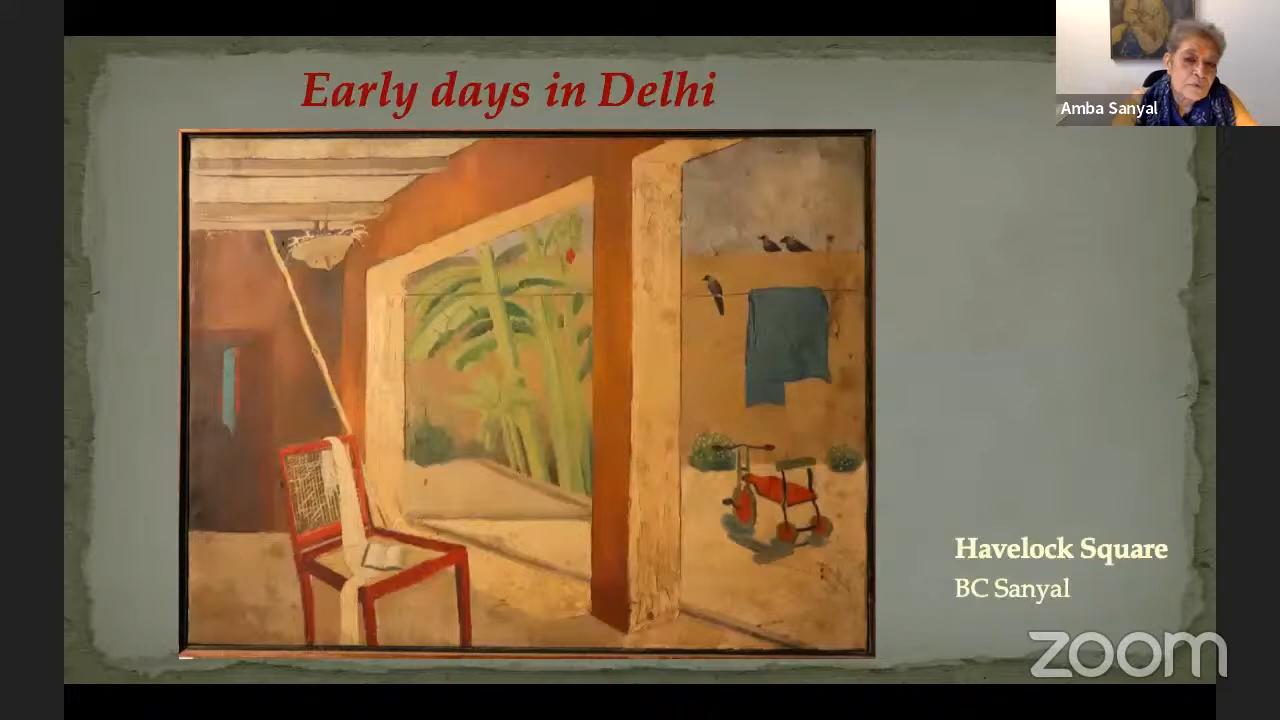 Early days in Delhi
Amba Sanyal
Havelock Square
BC Sanyal
zoom